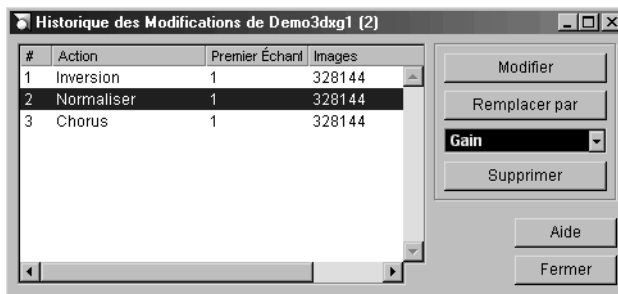 Historique des Modifications de Demo3dxg1 (2)
# Action Premier Échant Images
1 Inversion 1 328144
2 Normaliser 1 328144
3 Chorus 1 328144
Modifier
Remplacer par
Gain
Supprimer
Aide
Fermer